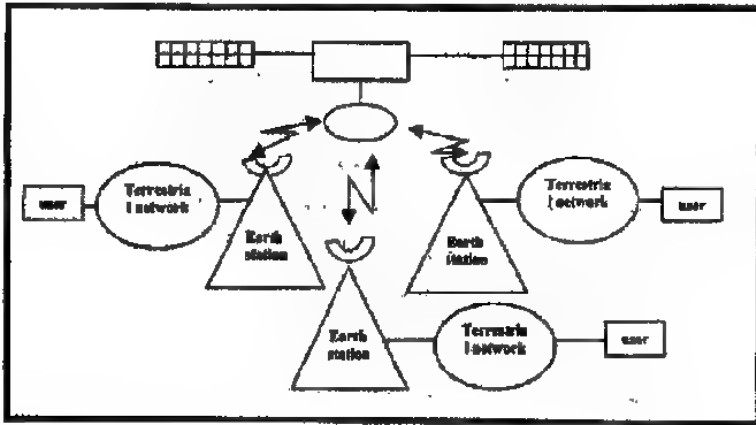 user
Terrestria
l network
Earth
station
Earth
station
Terrestria
l network
user
Earth
station
Terrestria
l network
user